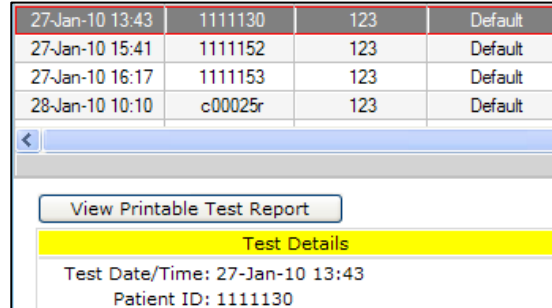 27-Jan-10 13:43 1111130 123 Default
27-Jan-10 15:41 1111152 123 Default
27-Jan-10 16:17 1111153 123 Default
28-Jan-10 10:10 c00025r 123 Default
View Printable Test Report
Test Details
Test Date/Time: 27-Jan-10 13:43
Patient ID: 1111130